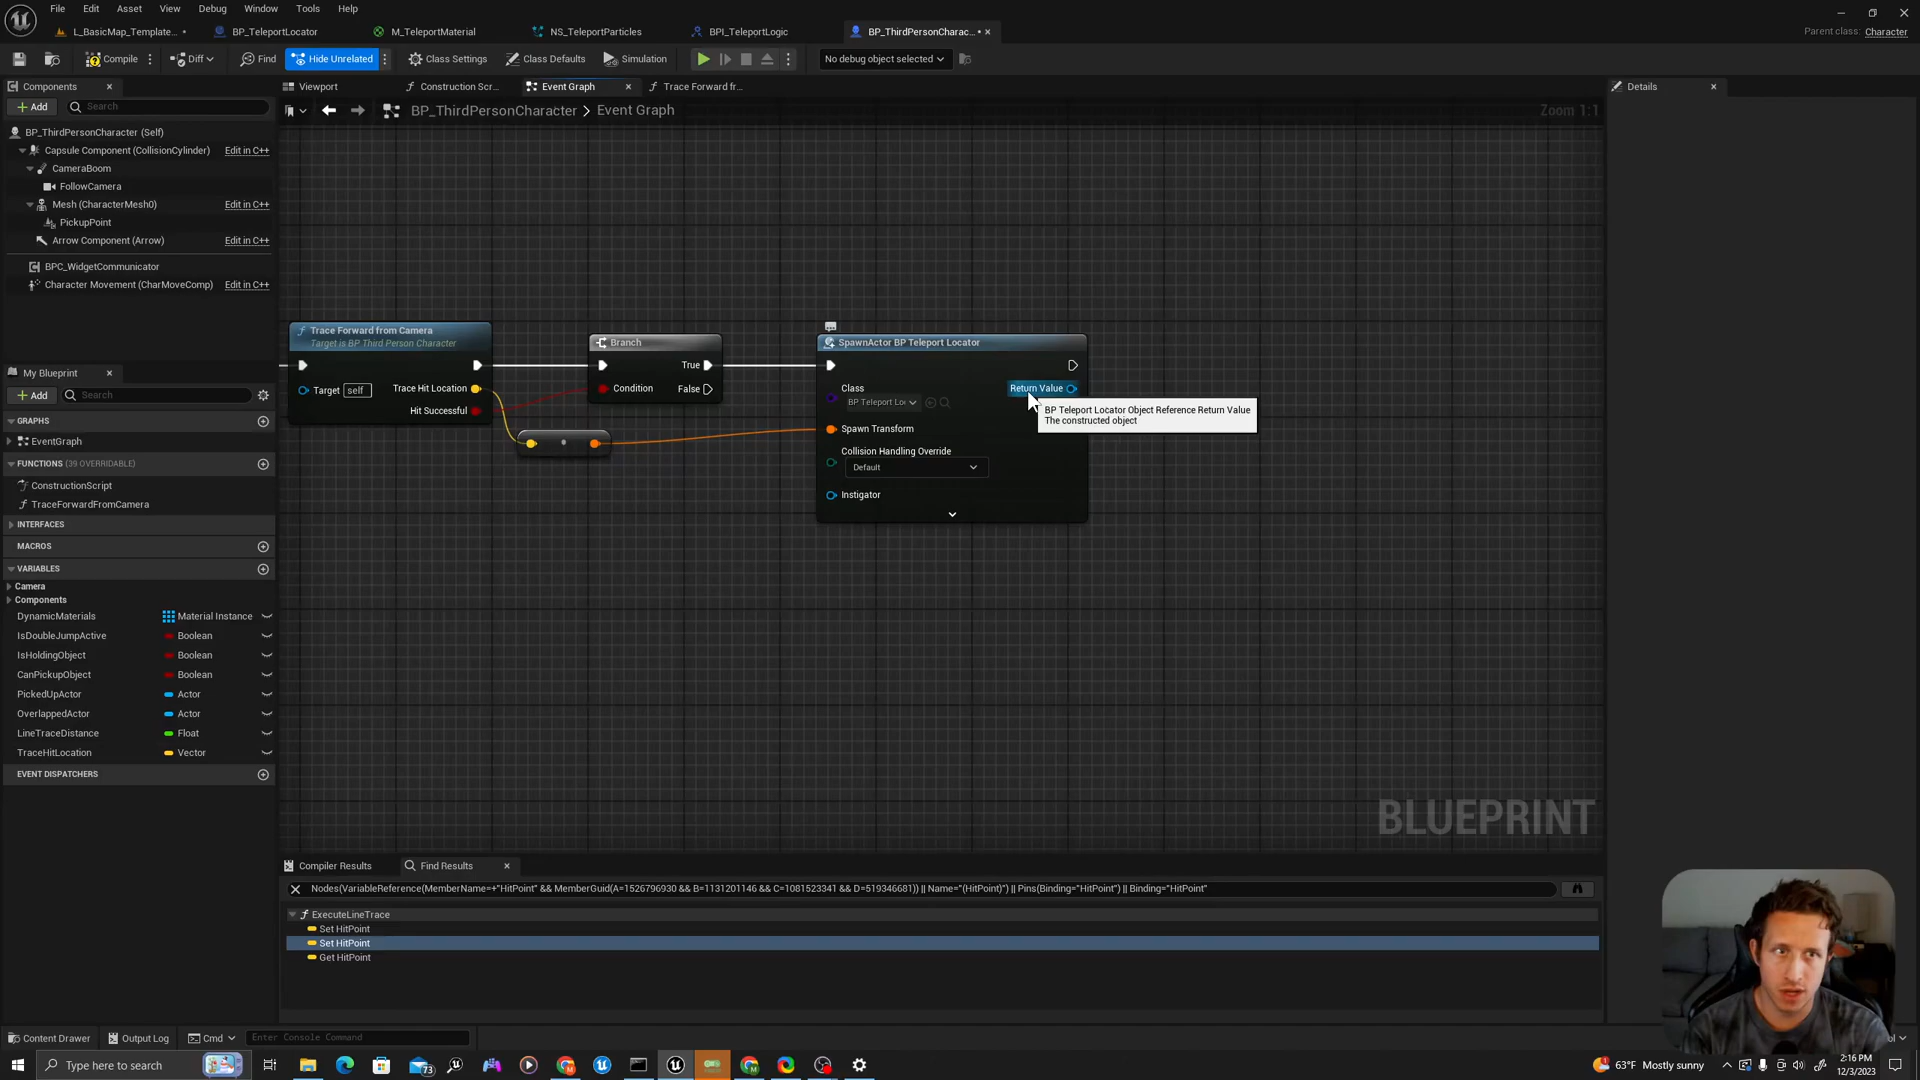 File Edit Asset View Window Debug Tools Help
L_BasicMap_Template... • BP_TeleportLocator M_TeleportMaterial NS_TeleportParticles BPI_TeleportLogic BP_ThirdPersonCharac... •
Parent class: Character
Compile Diff Find Hide Unrelated Class Settings Class Defaults Simulation No debug object selected
Components
Add Search
BP_ThirdPersonCharacter (Self)
Capsule Component (CollisionCylinder) Edit in C++
CameraBoom
FollowCamera
Mesh (CharacterMesh0) Edit in C++
PickupPoint
Arrow Component (Arrow) Edit in C++
BPC_WidgetCommunicator
Character Movement (CharMoveComp) Edit in C++
My Blueprint
Add Search
GRAPHS
EventGraph
FUNCTIONS (39 OVERRIDABLE)
ConstructionScript
TraceForwardFromCamera
INTERFACES
MACROS
VARIABLES
Camera
Components
DynamicMaterials Material Instance
IsDoubleJumpActive Boolean
IsHoldingObject Boolean
CanPickupObject Boolean
PickedUpActor Actor
OverlappedActor Actor
LineTraceDistance Float
TraceHitLocation Vector
EVENT DISPATCHERS
Viewport Construction Scr... Event Graph Trace Forward fr...
BP_ThirdPersonCharacter > Event Graph Zoom 1:1
Trace Forward from Camera
Target is BP Third Person Character
Target self
Trace Hit Location
Hit Successful
Branch
True
Condition False
SpawnActor BP Teleport Locator
Class Return Value
BP Teleport Loc
Spawn Transform
Collision Handling Override
Default
Instigator
BP Teleport Locator Object Reference Return Value
The constructed object
BLUEPRINT
Details
Compiler Results Find Results
Nodes(VariableReference(MemberName=+"HitPoint" && MemberGuid(A=1526796930 && B=1131201146 && C=1081523341 && D=519346681)) || Name="(HitPoint)") || Pins(Binding="HitPoint") || Binding="HitPoint"
ExecuteLineTrace
Set HitPoint
Set HitPoint
Get HitPoint
Content Drawer Output Log Cmd Enter Console Command
Type here to search
73
63°F Mostly sunny
2:16 PM
12/3/2023